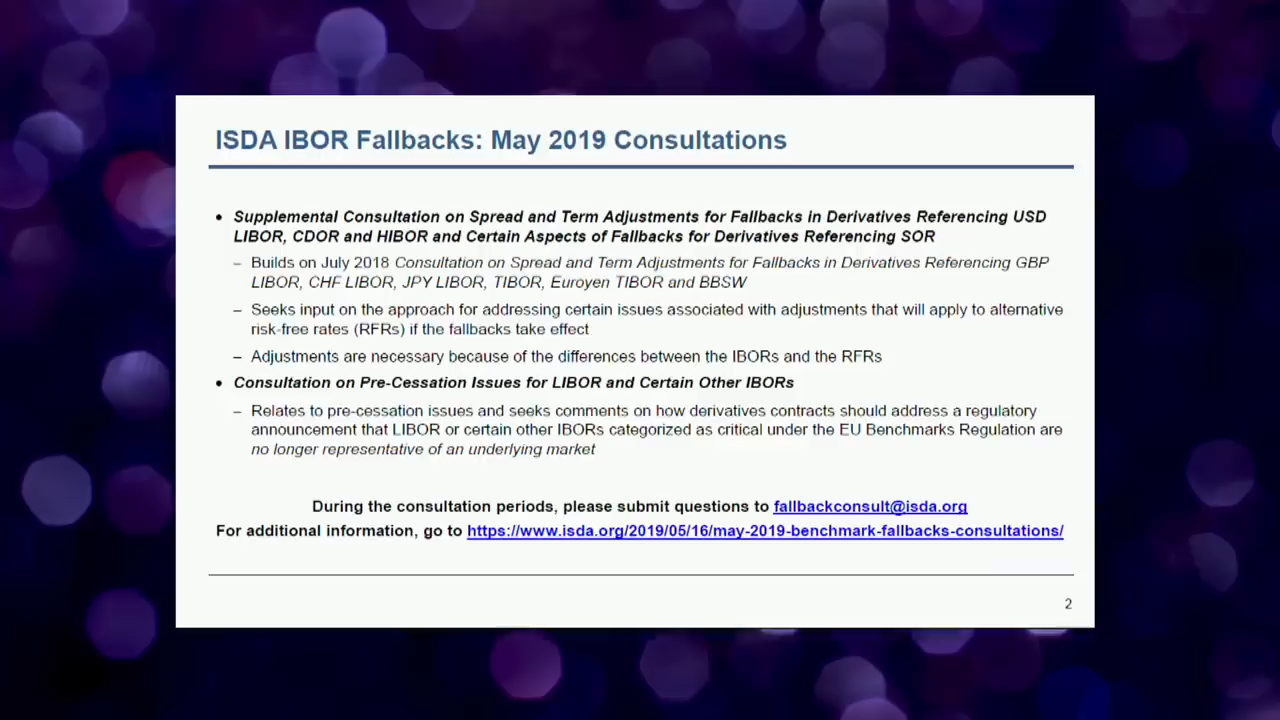 ISDA IBOR Fallbacks: May 2019 Consultations
• Supplemental Consultation on Spread and Term Adjustments for Fallbacks in Derivatives Referencing USD
LIBOR, CDOR and HIBOR and Certain Aspects of Fallbacks for Derivatives Referencing SOR
– Builds on July 2018 Consultation on Spread and Term Adjustments for Fallbacks in Derivatives Referencing GBP
LIBOR, CHF LIBOR, JPY LIBOR, TIBOR, Euroyen TIBOR and BBSW
– Seeks input on the approach for addressing certain issues associated with adjustments that will apply to alternative
risk-free rates (RFRs) if the fallbacks take effect
– Adjustments are necessary because of the differences between the IBORs and the RFRs
• Consultation on Pre-Cessation Issues for LIBOR and Certain Other IBORs
– Relates to pre-cessation issues and seeks comments on how derivatives contracts should address a regulatory
announcement that LIBOR or certain other IBORs categorized as critical under the EU Benchmarks Regulation are
no longer representative of an underlying market
During the consultation periods, please submit questions to fallbackconsult@isda.org
For additional information, go to https://www.isda.org/2019/05/16/may-2019-benchmark-fallbacks-consultations/
2